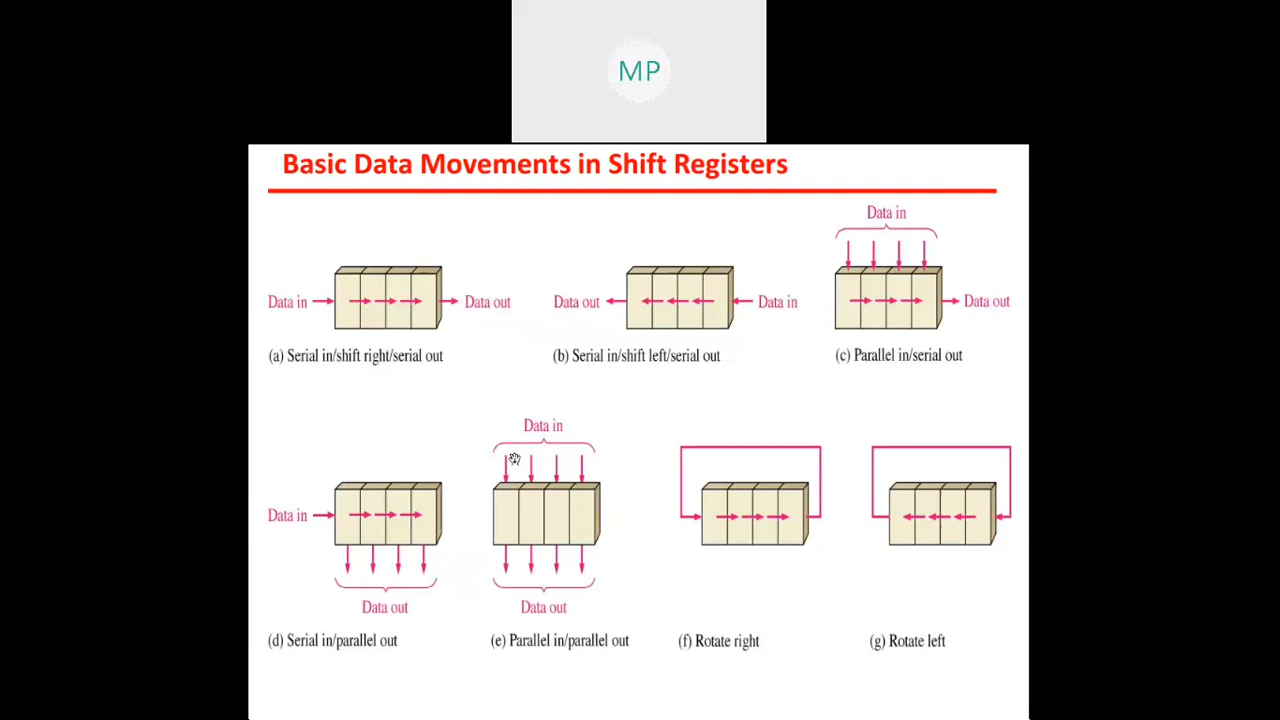 MP
Basic Data Movements in Shift Registers
Data in
Data in
Data out
Data out
Data in
Data out
(a) Serial in/shift right/serial out
(b) Serial in/shift left/serial out
(c) Parallel in/serial out
Data in
Data in
Data out
Data out
(d) Serial in/parallel out
(e) Parallel in/parallel out
(f) Rotate right
(g) Rotate left